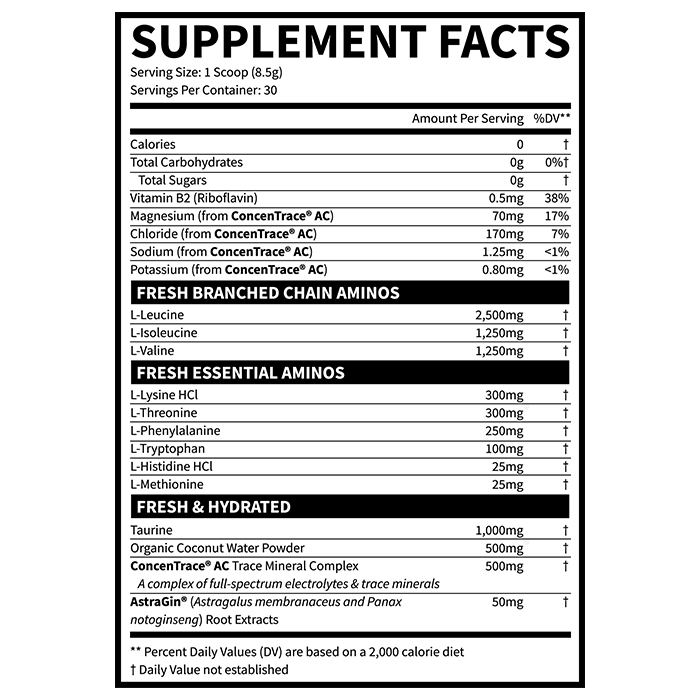 SUPPLEMENT FACTS
Serving Size: 1 Scoop (8.5g)
Servings Per Container: 30
Amount Per Serving %DV**
Calories 0 †
Total Carbohydrates 0g 0%†
Total Sugars 0g †
Vitamin B2 (Riboflavin) 0.5mg 38%
Magnesium (from ConcenTrace® AC) 70mg 17%
Chloride (from ConcenTrace® AC) 170mg 7%
Sodium (from ConcenTrace® AC) 1.25mg <1%
Potassium (from ConcenTrace® AC) 0.80mg <1%
FRESH BRANCHED CHAIN AMINOS
L-Leucine 2,500mg †
L-Isoleucine 1,250mg †
L-Valine 1,250mg †
FRESH ESSENTIAL AMINOS
L-Lysine HCl 300mg †
L-Threonine 300mg †
L-Phenylalanine 250mg †
L-Tryptophan 100mg †
L-Histidine HCl 25mg †
L-Methionine 25mg †
FRESH & HYDRATED
Taurine 1,000mg †
Organic Coconut Water Powder 500mg †
ConcenTrace® AC Trace Mineral Complex 500mg †
A complex of full-spectrum electrolytes & trace minerals
AstraGin® (Astragalus membranaceus and Panax 50mg †
notoginseng) Root Extracts
** Percent Daily Values (DV) are based on a 2,000 calorie diet
† Daily Value not established